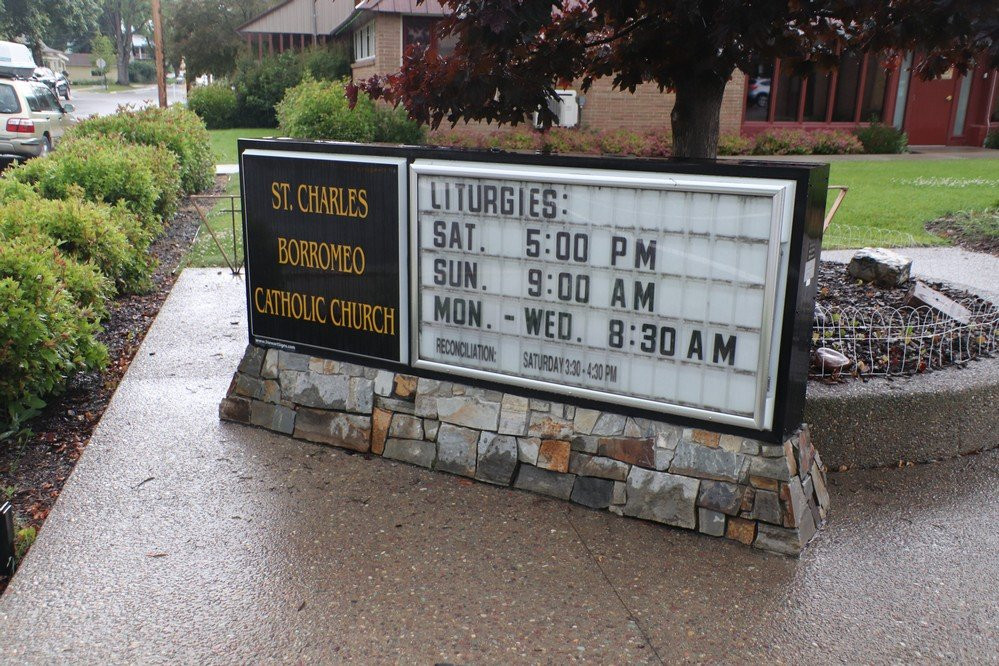 ST. CHARLES
BORROMEO
CATHOLIC CHURCH
LITURGIES:
SAT. 5:00 PM
SUN. 9:00 AM
MON. - WED. 8:30 AM
RECONCILIATION: SATURDAY 3:30 - 4:30 PM